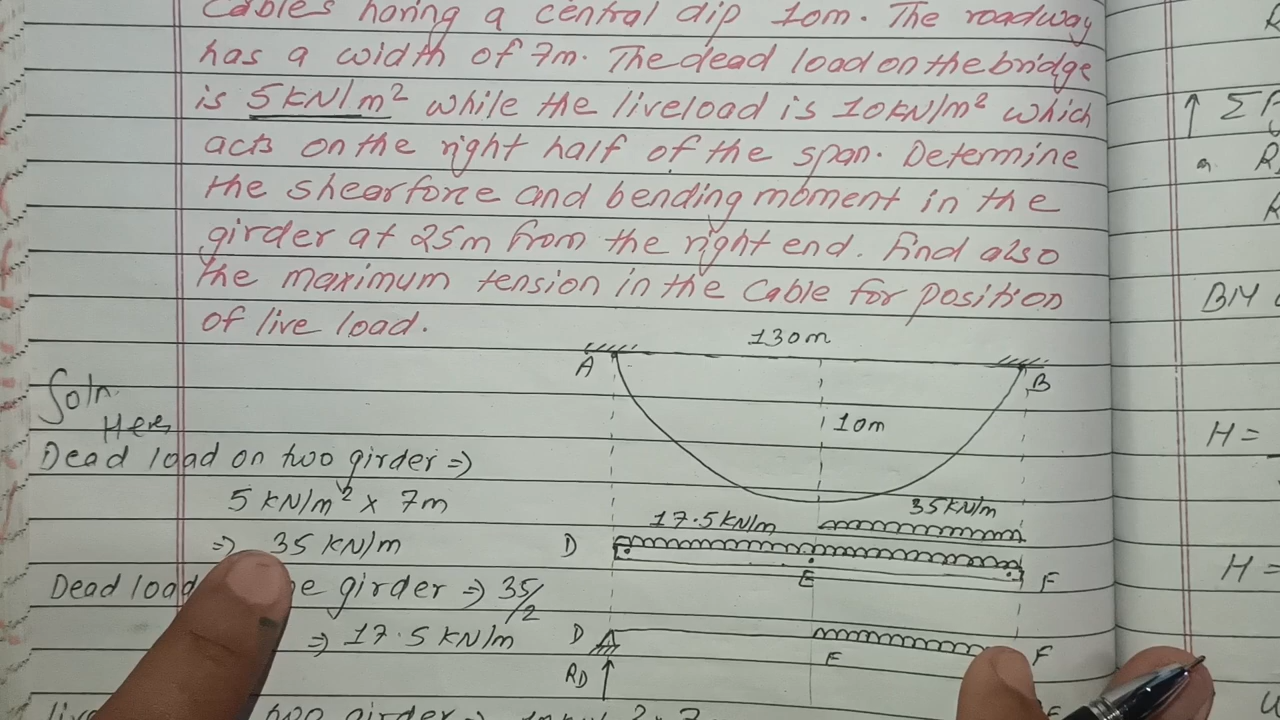 Cables having a central dip 10m. The roadway
has a width of 7m. The dead load on the bridge
is 5KN/m² while the liveload is 10KN/m² which
acts on the right half of the span. Determine
the shearforce and bending moment in the
girder at 25m from the right end. Find also
the maximum tension in the Cable for position
of live load.
130m
A
B
10m
Soln.
Here,
Dead load on two girder ⇒
5 KN/m² x 7m
⇒ 35 KN/m
Dead load girder ⇒ 35/2
⇒ 17.5 KN/m
17.5KN/m
35KN/m
D
E
F
D
E
F
RD
two girder ⇒
↑ Σ
BM
H =
H =